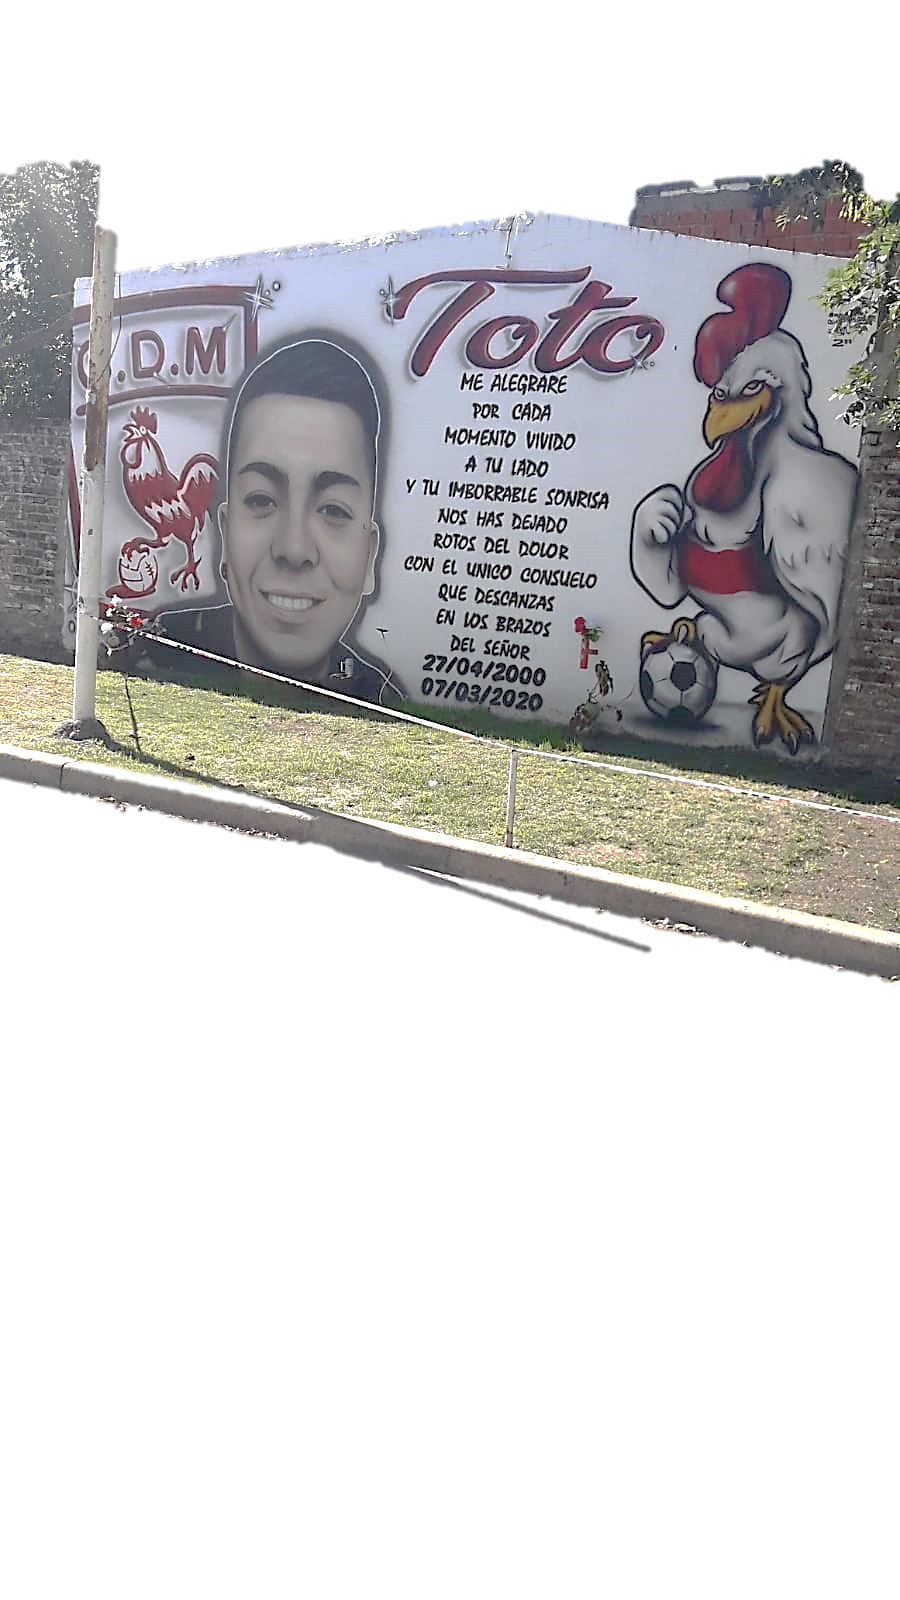 C.D.M
Toto
ME ALEGRARE
POR CADA
MOMENTO VIVIDO
A TU LADO
Y TU IMBORRABLE SONRISA
NOS HAS DEJADO
ROTOS DEL DOLOR
CON EL UNICO CONSUELO
QUE DESCANZAS
EN LOS BRAZOS
DEL SEÑOR
27/04/2000
07/03/2020